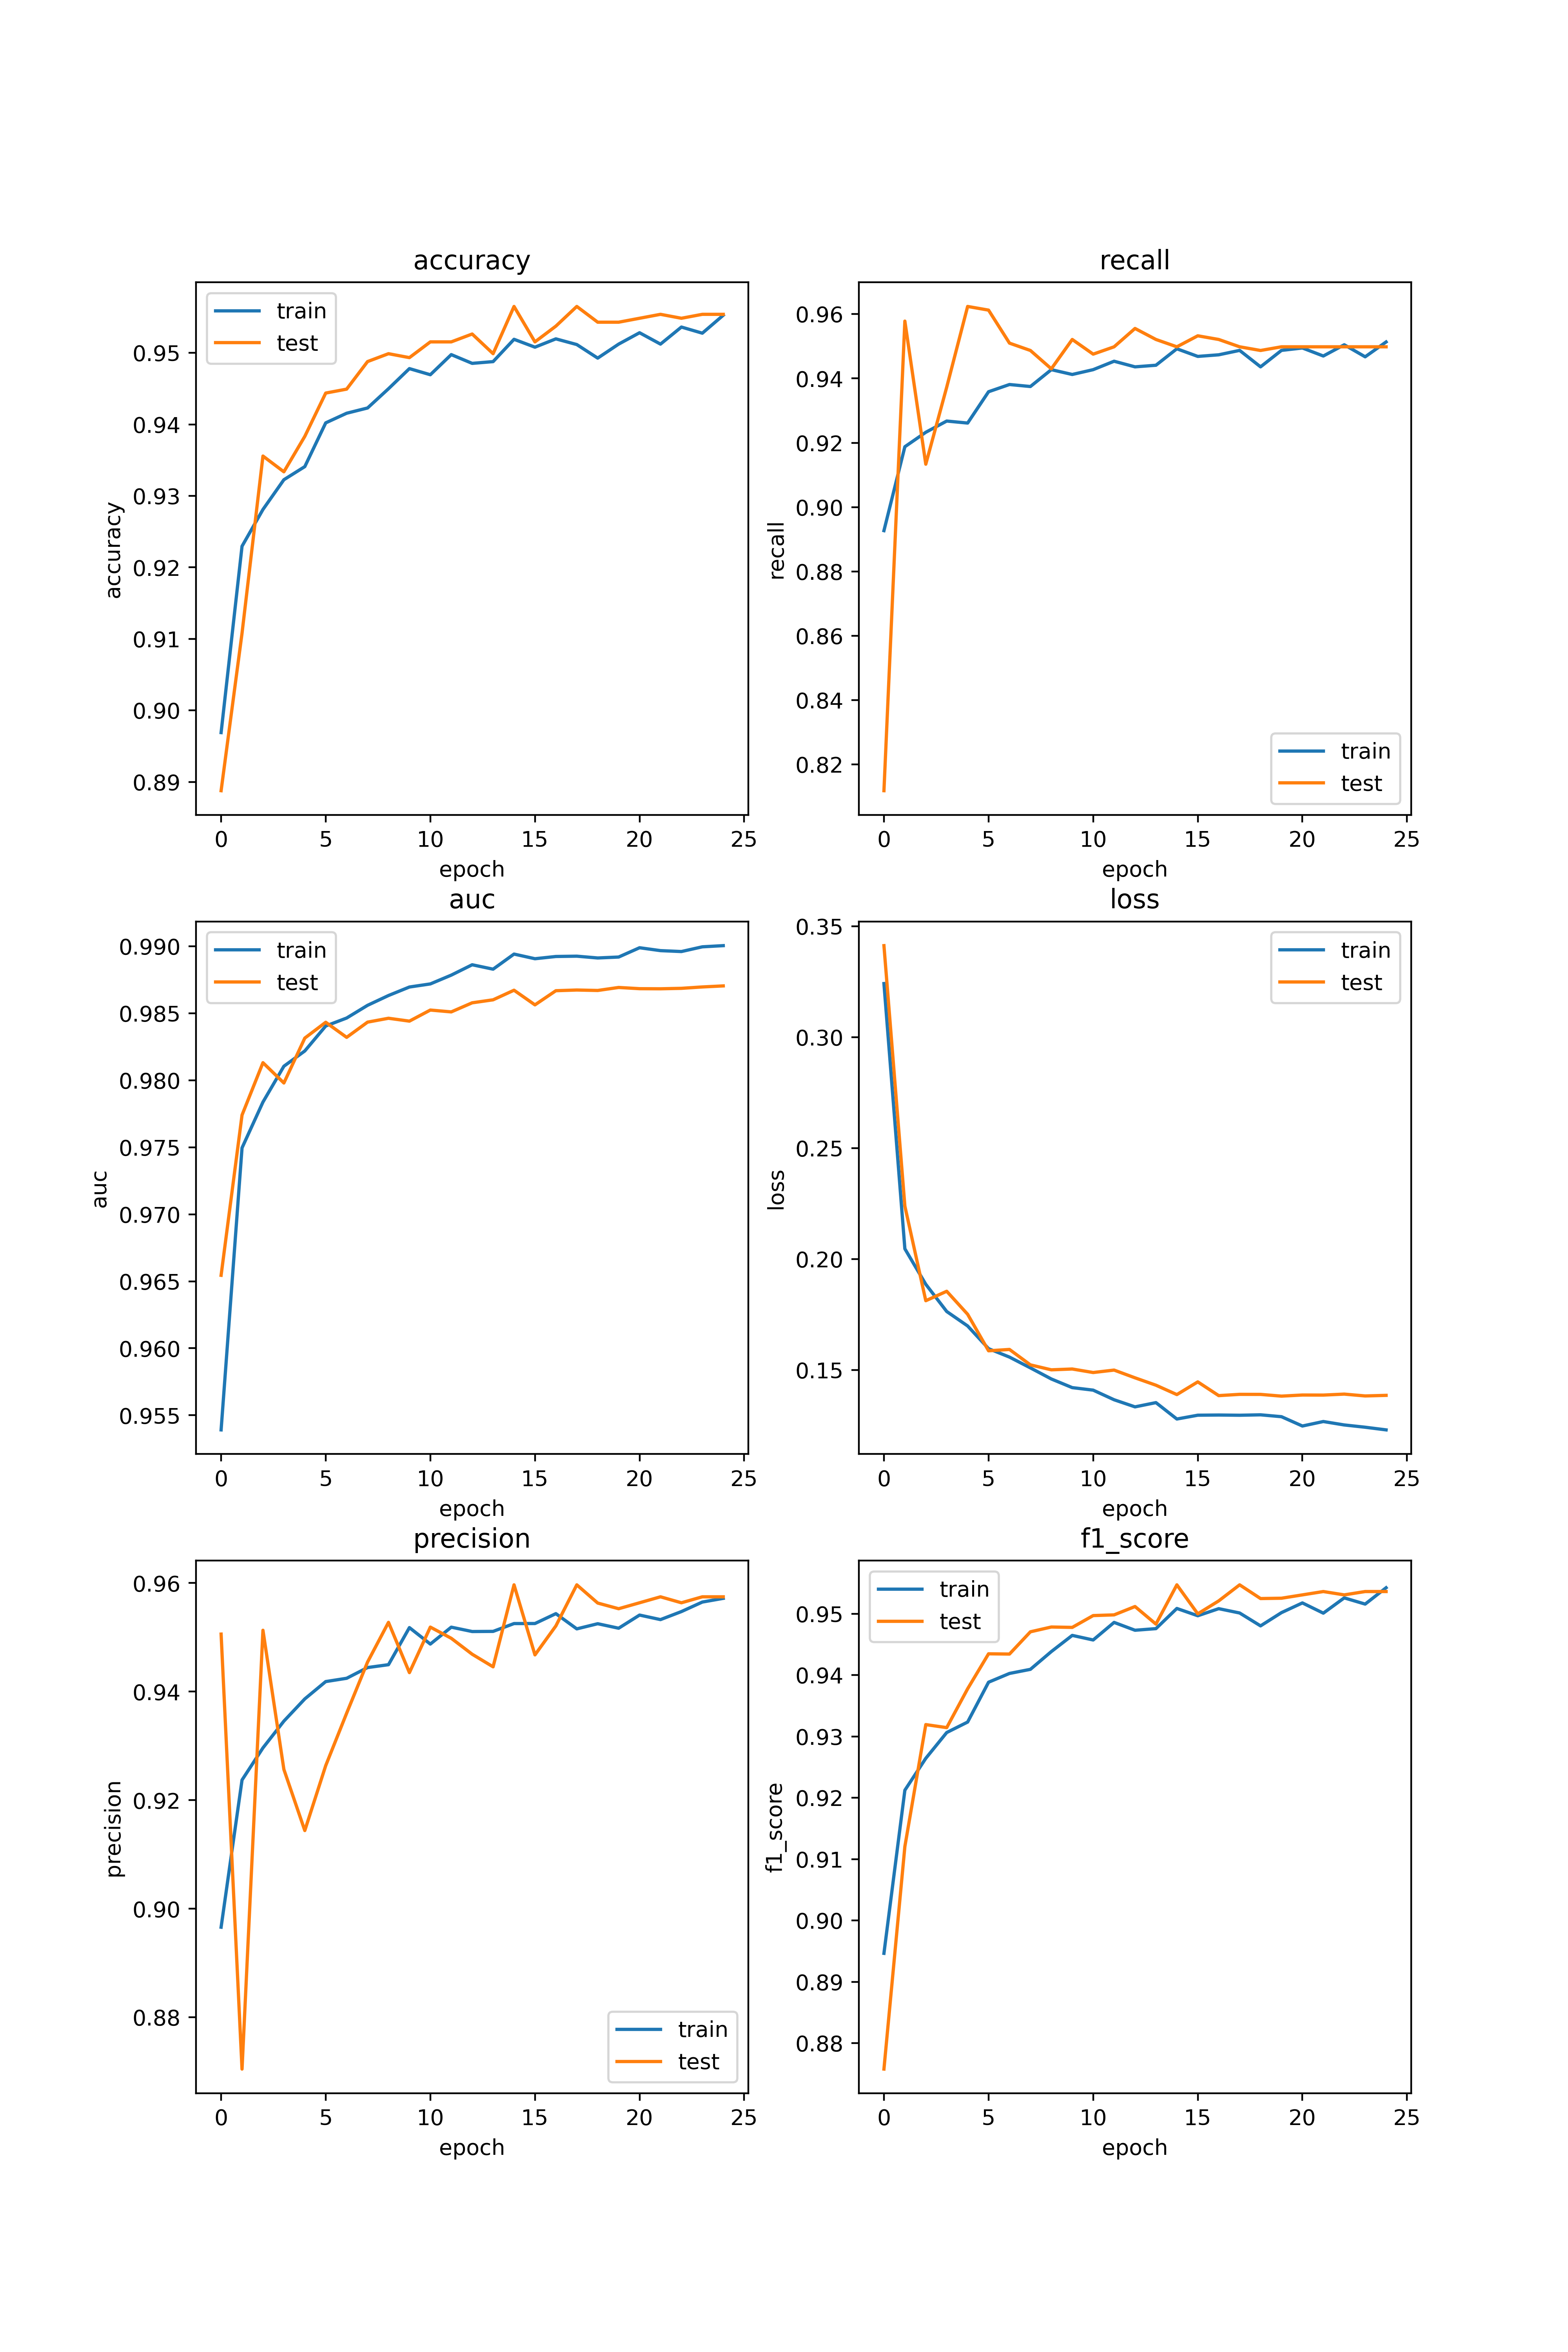 accuracy
train
test
0.95
0.94
0.93
0.92
0.91
0.90
0.89
accuracy
0 5 10 15 20 25
epoch
recall
0.96
0.94
0.92
0.90
0.88
0.86
0.84
0.82
recall
train
test
0 5 10 15 20 25
epoch
auc
train
test
0.990
0.985
0.980
0.975
0.970
0.965
0.960
0.955
auc
0 5 10 15 20 25
epoch
loss
train
test
0.35
0.30
0.25
0.20
0.15
loss
0 5 10 15 20 25
epoch
precision
0.96
0.94
0.92
0.90
0.88
precision
train
test
0 5 10 15 20 25
epoch
f1_score
train
test
0.95
0.94
0.93
0.92
0.91
0.90
0.89
0.88
f1_score
0 5 10 15 20 25
epoch